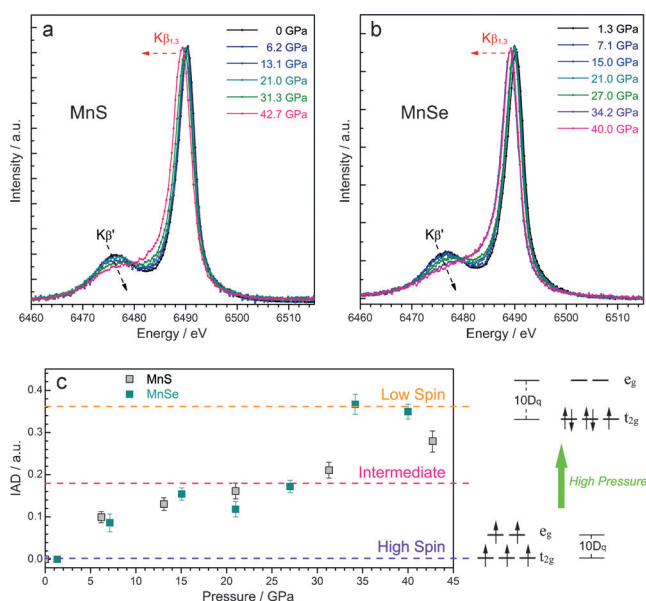 a
Kβ1,3
0 GPa
6.2 GPa
13.1 GPa
21.0 GPa
31.3 GPa
42.7 GPa
MnS
Kβ'
Intensity / a.u.
6460 6470 6480 6490 6500 6510
Energy / eV
b
Kβ1,3
1.3 GPa
7.1 GPa
15.0 GPa
21.0 GPa
27.0 GPa
34.2 GPa
40.0 GPa
MnSe
Kβ'
Intensity / a.u.
6460 6470 6480 6490 6500 6510
Energy / eV
c
MnS
MnSe
Low Spin
Intermediate
High Spin
0.4
0.3
0.2
0.1
0.0
IAD / a.u.
0 5 10 15 20 25 30 35 40 45
Pressure / GPa
10Dq
eg
t2g
High Pressure
eg
t2g
10Dq